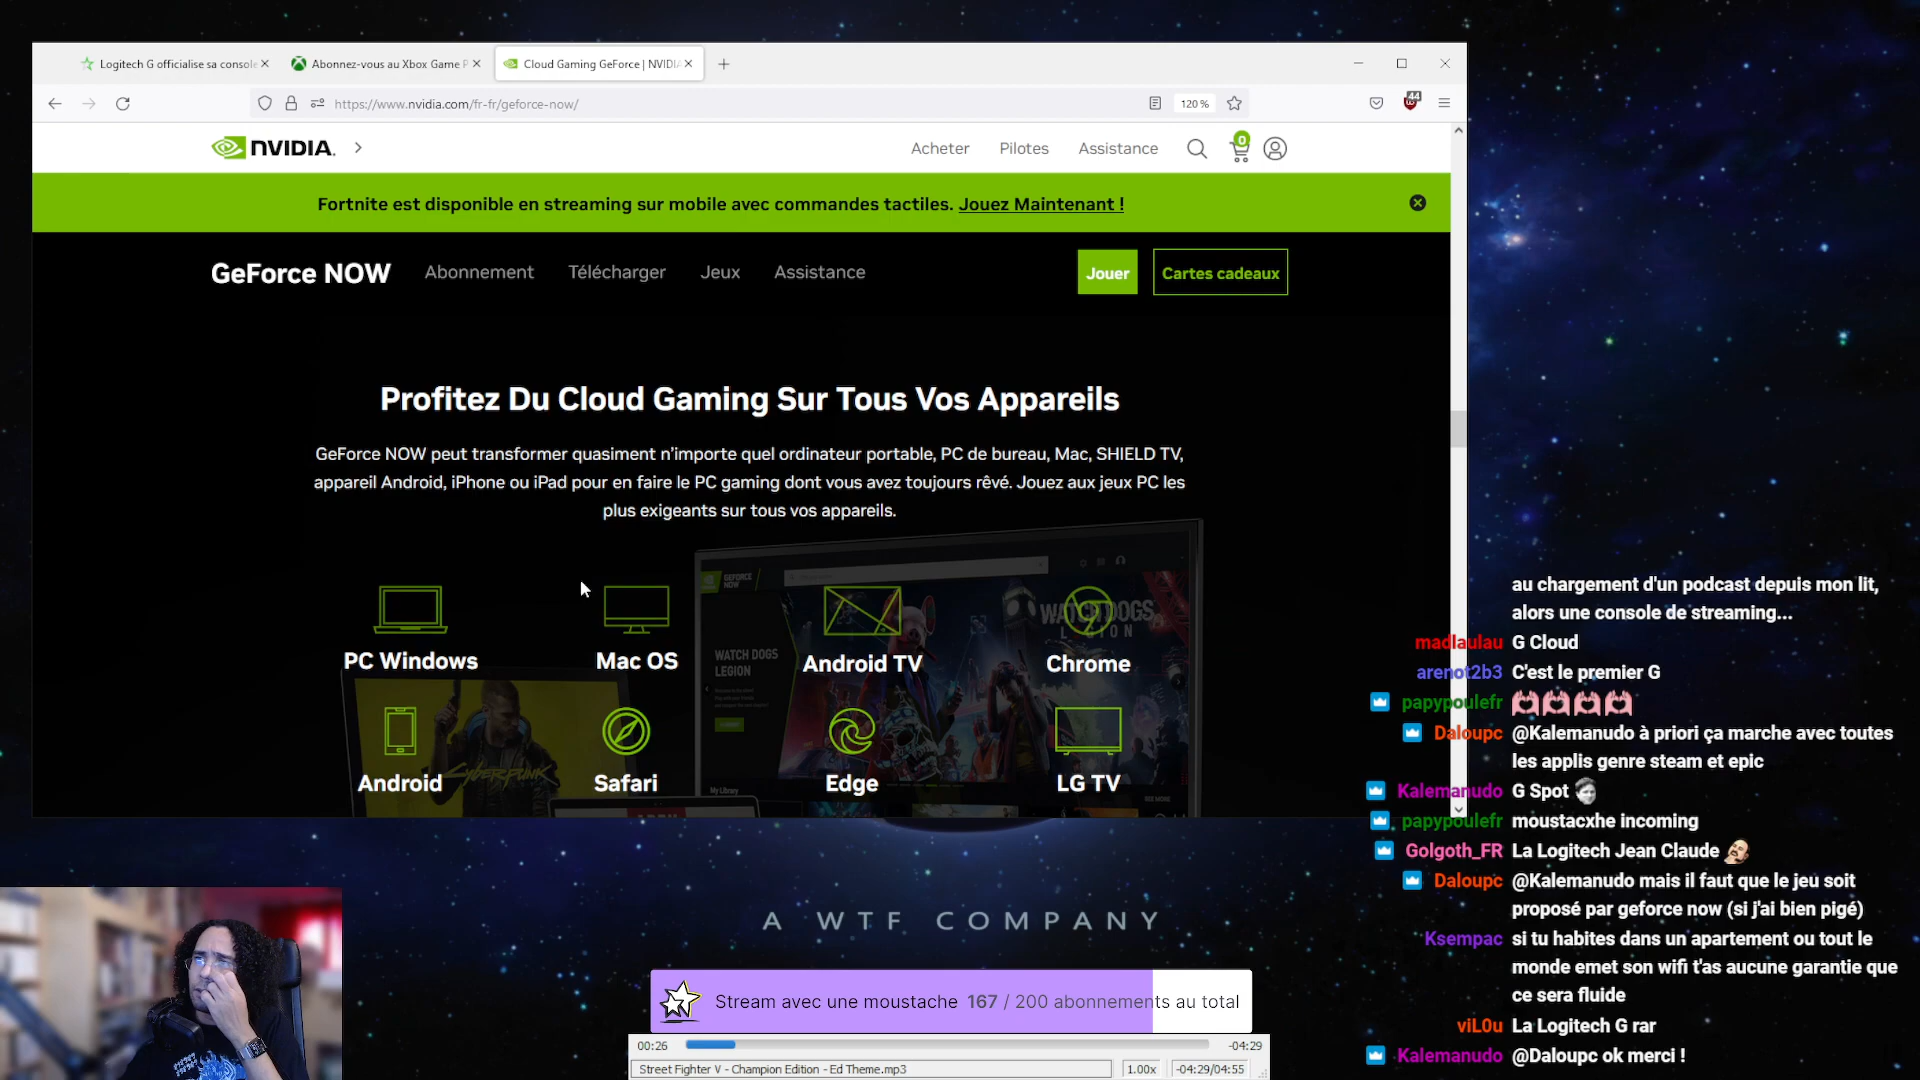 Logitech G officialise sa console
Abonnez-vous au Xbox Game P
Cloud Gaming GeForce | NVIDIA
https://www.nvidia.com/fr-fr/geforce-now/
120 %
44
NVIDIA.
Acheter
Pilotes
Assistance
0
Fortnite est disponible en streaming sur mobile avec commandes tactiles. Jouez Maintenant !
GeForce NOW
Abonnement
Télécharger
Jeux
Assistance
Jouer
Cartes cadeaux
Profitez Du Cloud Gaming Sur Tous Vos Appareils
GeForce NOW peut transformer quasiment n'importe quel ordinateur portable, PC de bureau, Mac, SHIELD TV,
appareil Android, iPhone ou iPad pour en faire le PC gaming dont vous avez toujours rêvé. Jouez aux jeux PC les
plus exigeants sur tous vos appareils.
GEFORCE NOW
WATCH DOGS LEGION
WATCH DOGS
LEGION
PC Windows
Mac OS
Android TV
Chrome
CYBERPUNK
Android
Safari
Edge
LG TV
My Library
SEE MORE
au chargement d'un podcast depuis mon lit,
alors une console de streaming...
madlaulau G Cloud
arenot2b3 C'est le premier G
papypoulefr
Daloupc @Kalemanudo à priori ça marche avec toutes
les applis genre steam et epic
Kalemanudo G Spot
papypoulefr moustacxhe incoming
Golgoth_FR La Logitech Jean Claude
Daloupc @Kalemanudo mais il faut que le jeu soit
proposé par geforce now (si j'ai bien pigé)
Ksempac si tu habites dans un apartement ou tout le
monde emet son wifi t'as aucune garantie que
ce sera fluide
viL0u La Logitech G rar
Kalemanudo @Daloupc ok merci !
A WTF COMPANY
Stream avec une moustache 167 / 200 abonnements au total
00:26
-04:29
Street Fighter V - Champion Edition - Ed Theme.mp3
1.00x
-04:29/04:55